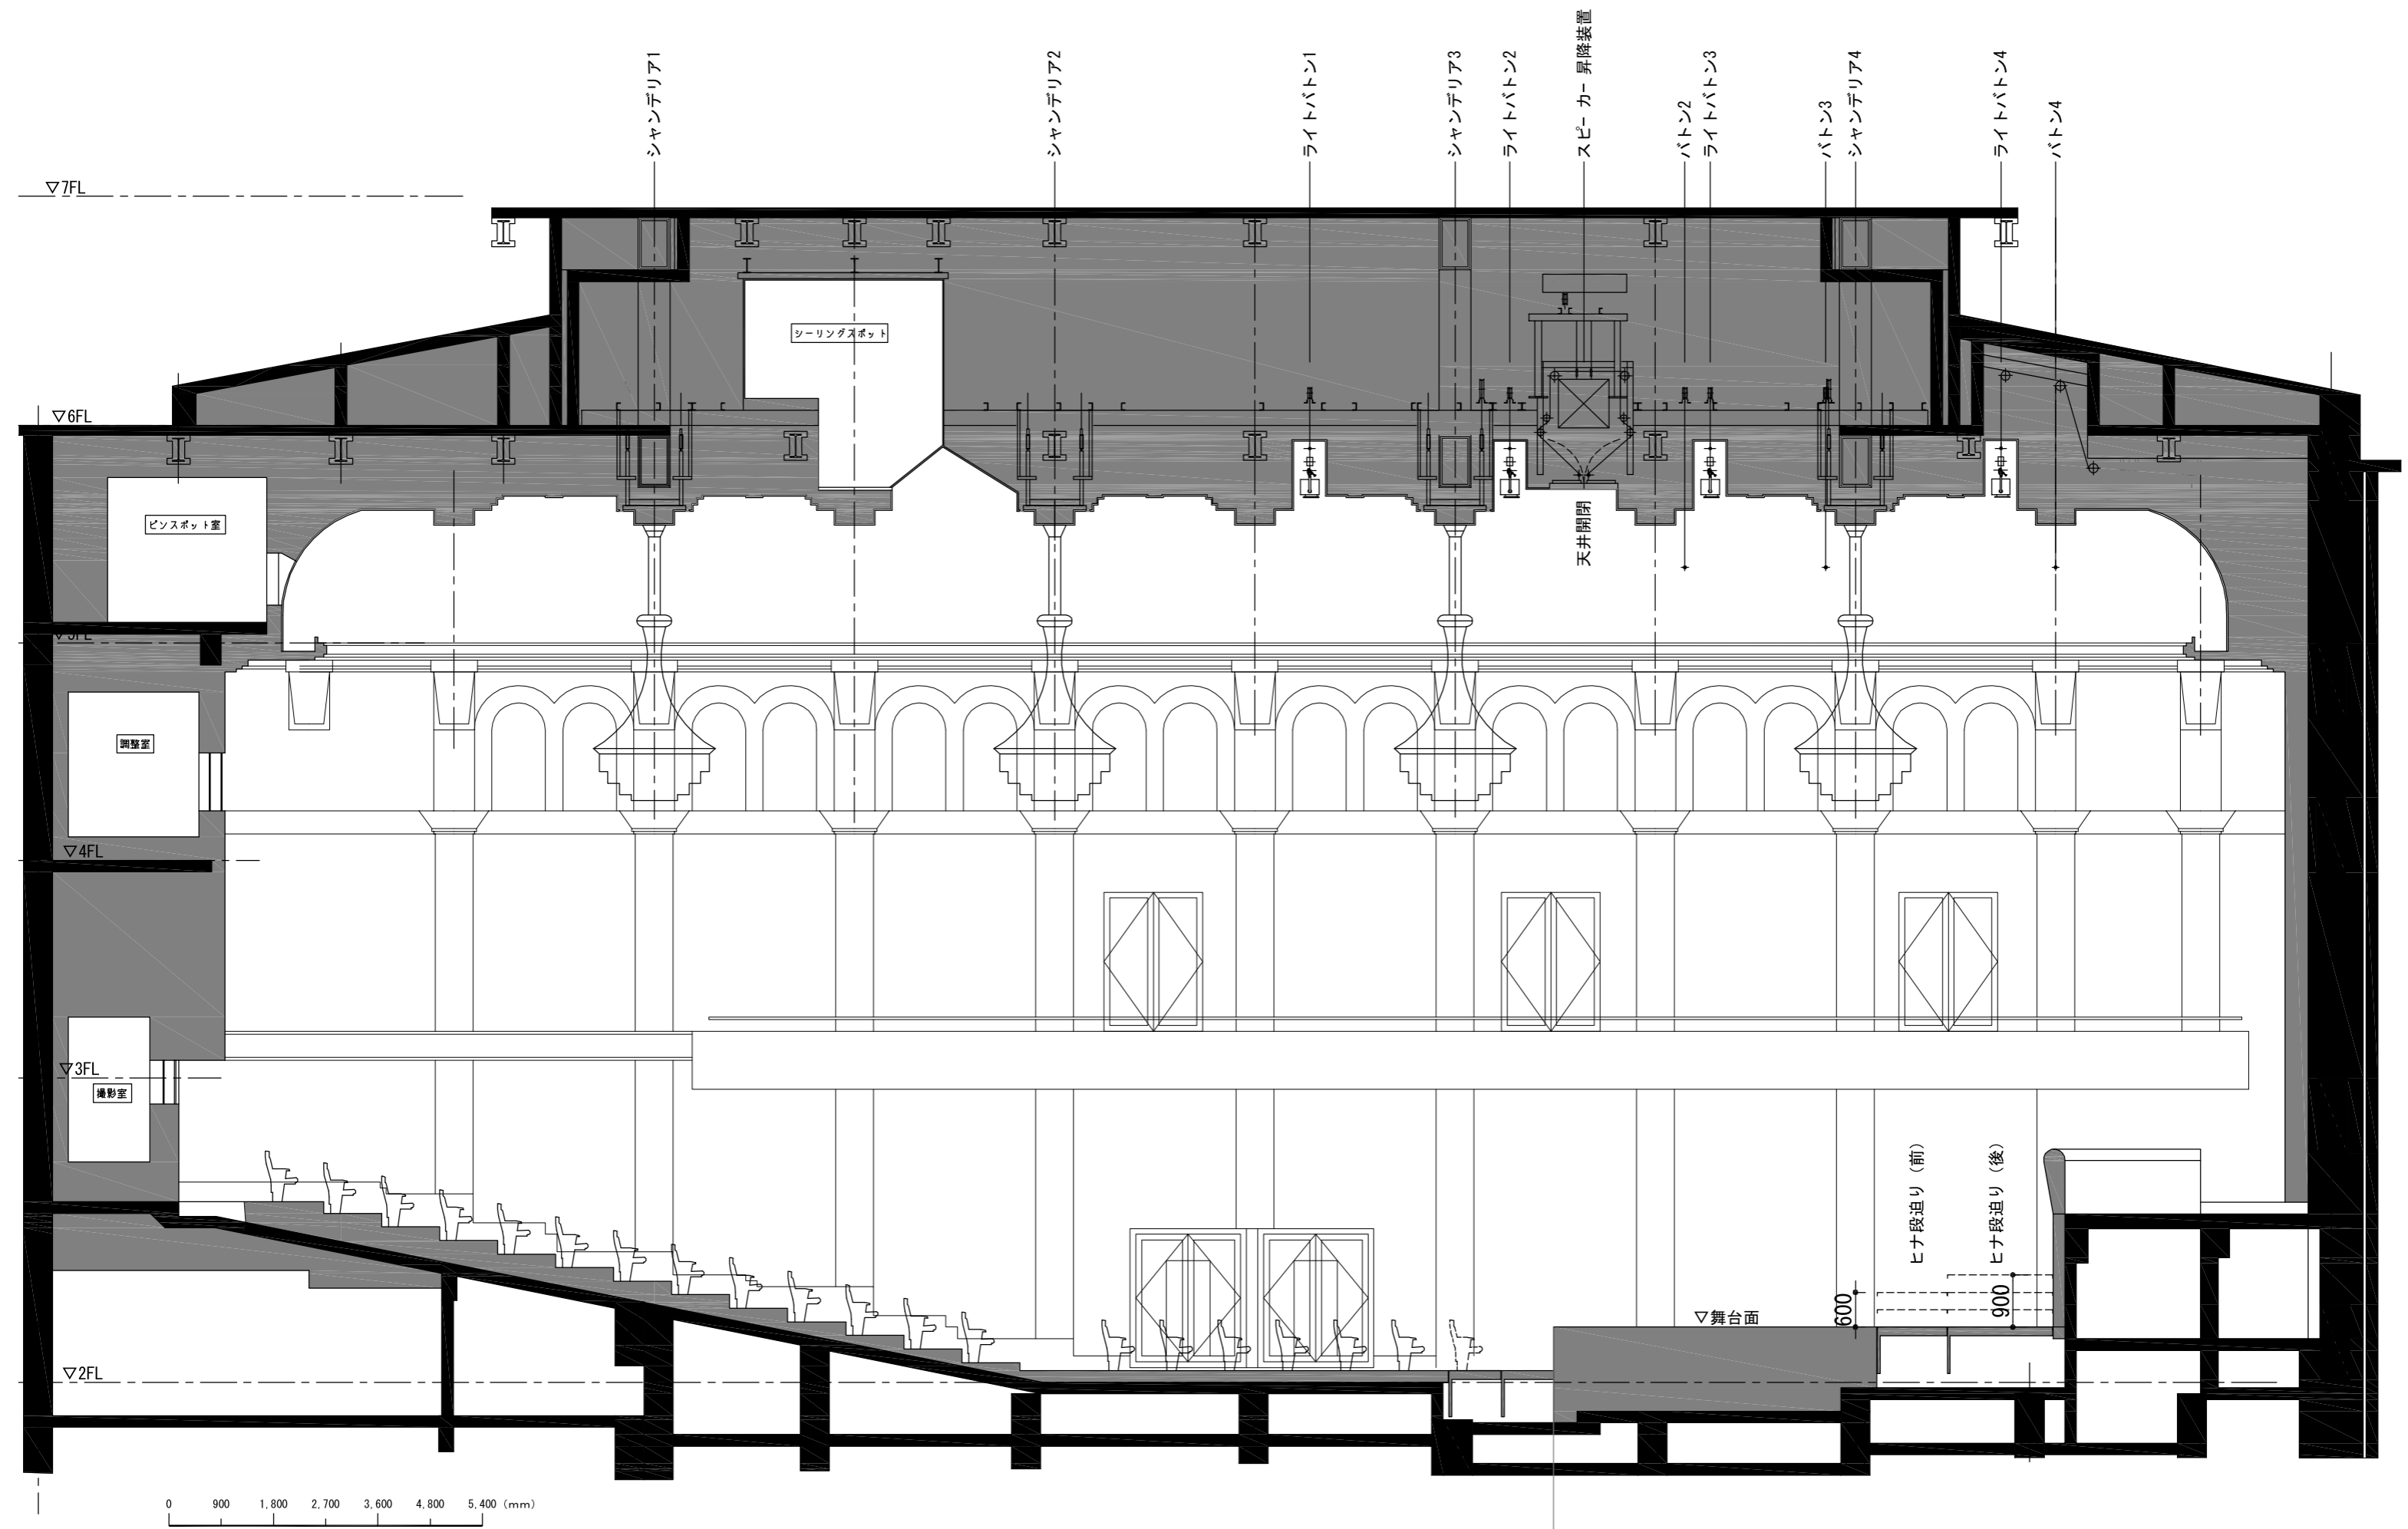 シャンデリア1
シャンデリア2
ライトバトン1
シャンデリア3
ライトバトン2
スピーカー昇降装置
バトン2
ライトバトン3
バトン3
シャンデリア4
ライトバトン4
バトン4
▽7FL
シーリングスポット
▽6FL
ピンスポット室
天井開閉
▽5FL
調整室
▽4FL
▽3FL
撮影室
ヒナ段迫り（前）
ヒナ段迫り（後）
600
900
▽舞台面
▽2FL
0 900 1,800 2,700 3,600 4,800 5,400 (mm)